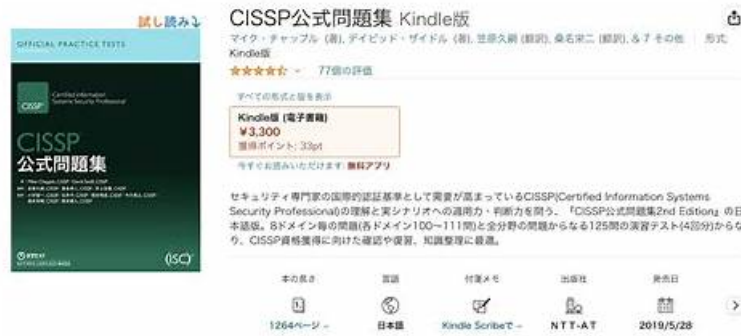 試し読み
OFFICIAL PRACTICE TESTS
CISSP
Certified Information
Systems Security Professional
CISSP
公式問題集
(ISC)²
CISSP公式問題集 Kindle版
マイク・チャップル (著), デイビッド・ザイドル (著), 笠原久嗣 (翻訳), 桑名栄二 (翻訳), & 7 その他 形式:
Kindle版
77個の評価
すべての形式と版を表示
Kindle版 (電子書籍)
¥3,300
獲得ポイント: 33pt
今すぐお読みいただけます: 無料アプリ
セキュリティ専門家の国際的認証基準として需要が高まっているCISSP(Certified Information Systems
Security Professional)の理解と実シナリオへの適用力・判断力を問う、『CISSP公式問題集2nd Edition』の日
本語版。8ドメイン毎の問題(各ドメイン100〜111問)と全分野の問題からなる125問の演習テスト(4回分)からな
り、CISSP資格獲得に向けた確認や復習、知識整理に最適。
本の長さ 言語 付箋メモ 出版社 発売日
1264ページ 日本語 Kindle Scribeで NTT-AT 2019/5/28